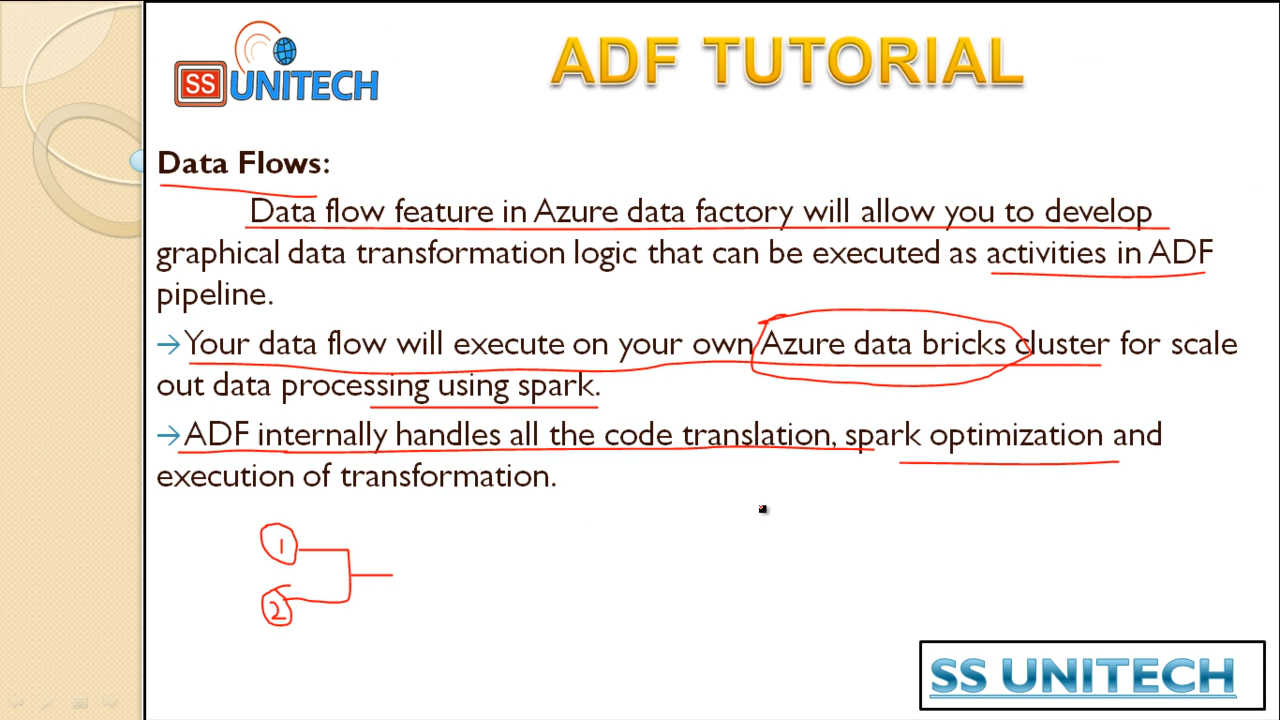 SS
UNITECH
ADF TUTORIAL
Data Flows:
Data flow feature in Azure data factory will allow you to develop
graphical data transformation logic that can be executed as activities in ADF
pipeline.
→Your data flow will execute on your own Azure data bricks cluster for scale
out data processing using spark.
→ADF internally handles all the code translation, spark optimization and
execution of transformation.
1
2
SS UNITECH